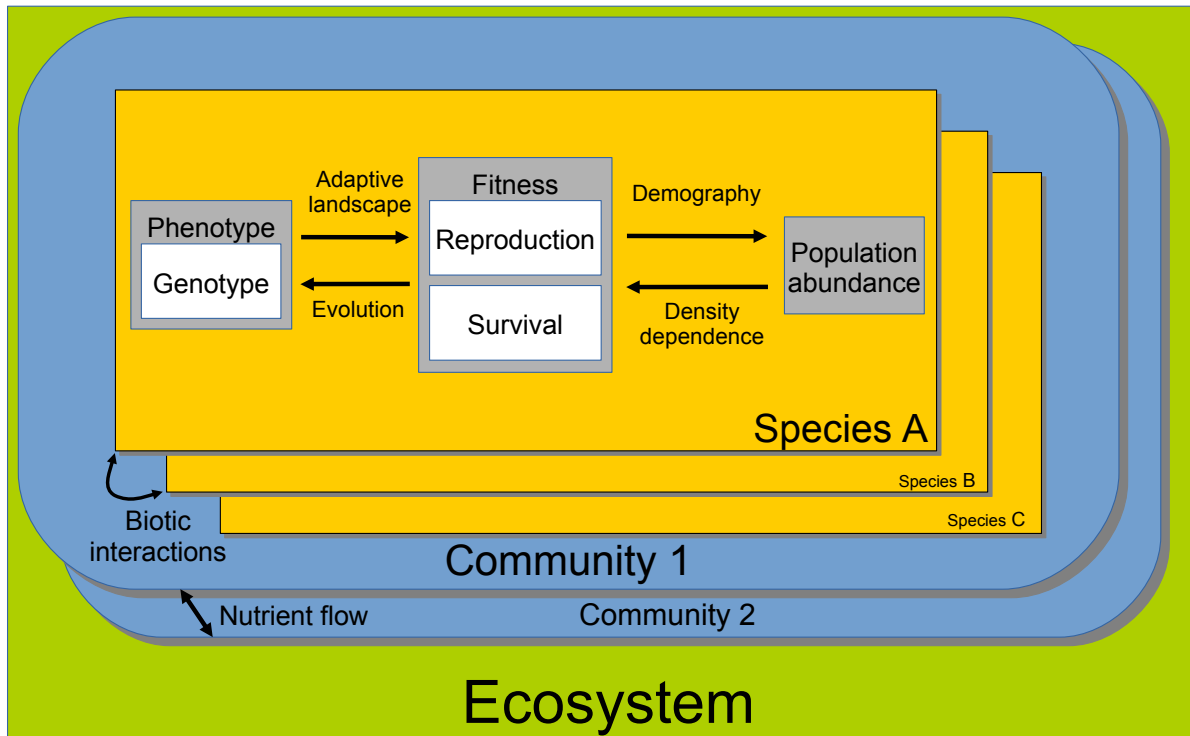 Adaptive
landscape
Phenotype
Genotype
Evolution
Fitness
Reproduction
Survival
Demography
Density
dependence
Population
abundance
Species A
Species B
Species C
Biotic
interactions
Community 1
Nutrient flow
Community 2
Ecosystem